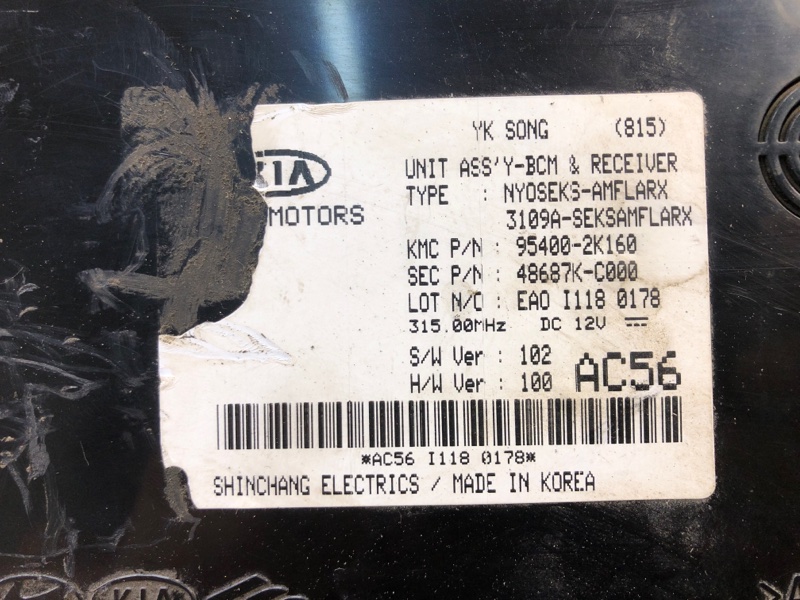 YK SONG (815)
KIA
MOTORS
UNIT ASS'Y-BCM & RECEIVER
TYPE : NYOSEKS-AMFLARX
3109A-SEKSAMFLARX
KMC P/N : 95400-2K160
SEC P/N : 48687K-C000
LOT N/O : EAO I118 0178
315.00MHz DC 12V
S/W Ver : 102
H/W Ver : 100
AC56
*AC56 I118 0178*
SHINCHANG ELECTRICS / MADE IN KOREA
KIA